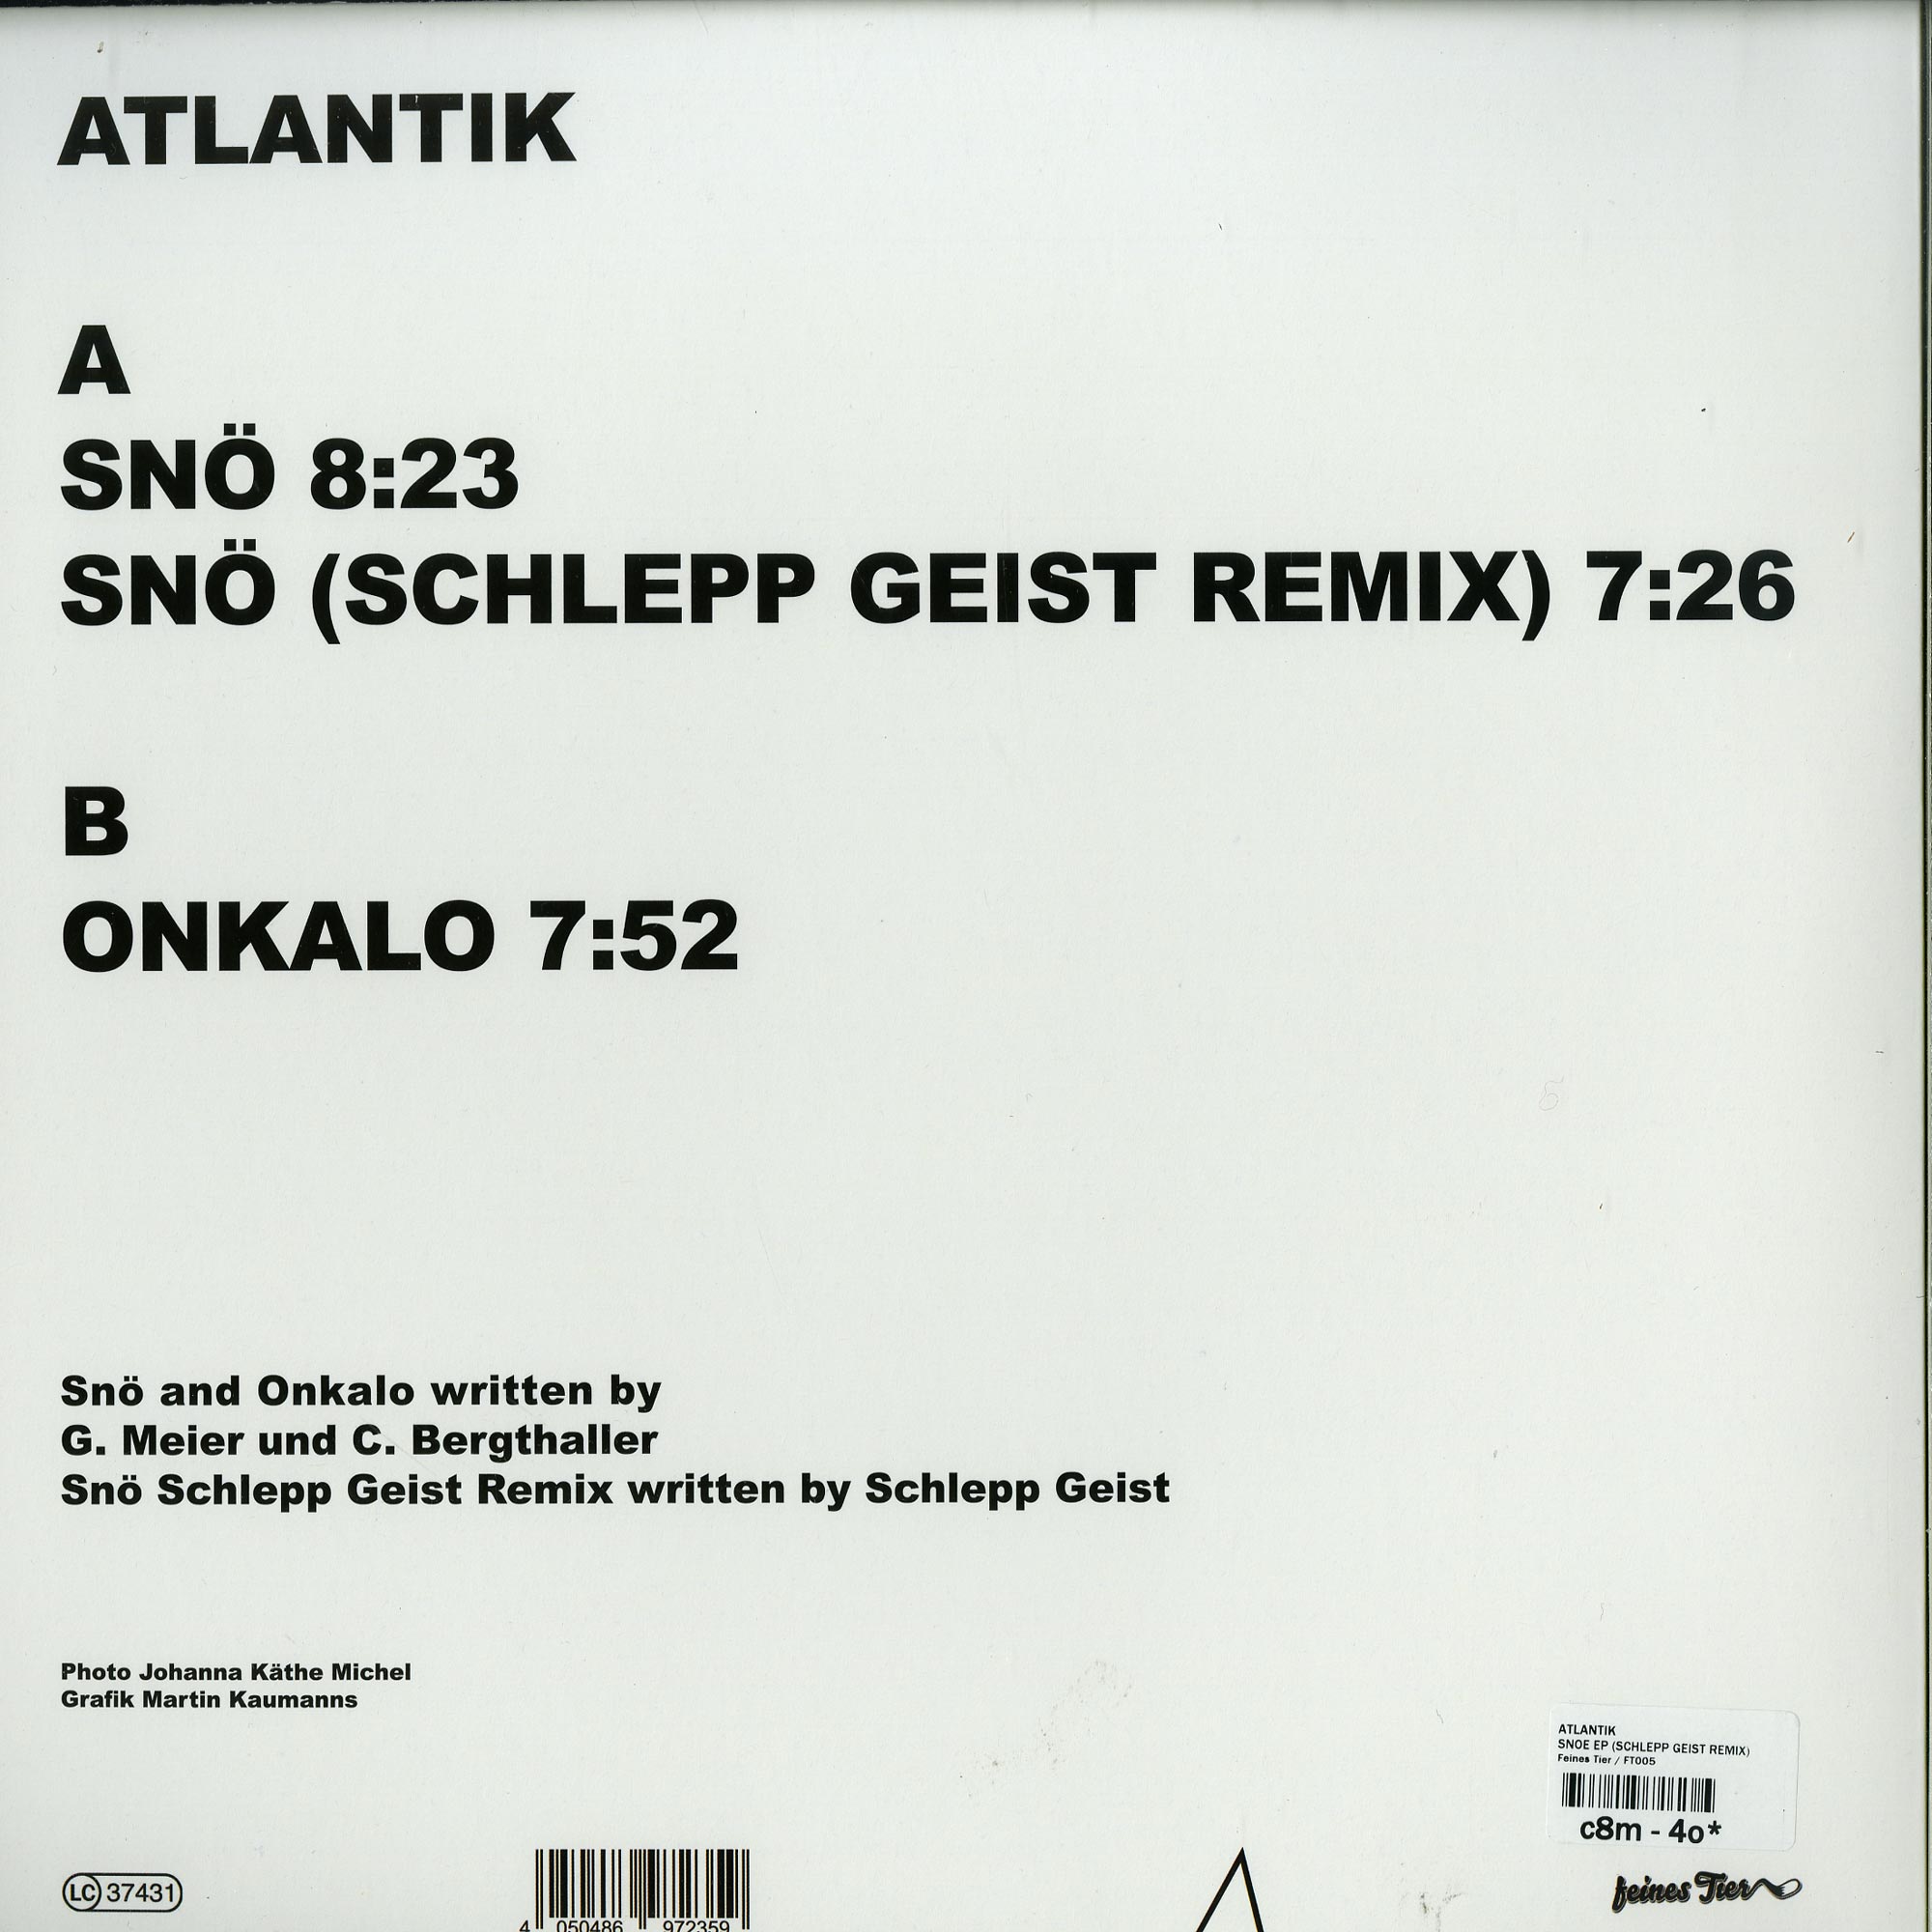 ATLANTIK
A
SNÖ 8:23
SNÖ (SCHLEPP GEIST REMIX) 7:26
B
ONKALO 7:52
Snö and Onkalo written by
G. Meier und C. Bergthaller
Snö Schlepp Geist Remix written by Schlepp Geist
Photo Johanna Käthe Michel
Grafik Martin Kaumanns
ATLANTIK
SNOE EP (SCHLEPP GEIST REMIX)
Feines Tier / FT005
c8m - 4o*
LC 37431
4 050486 972359
feines Tier